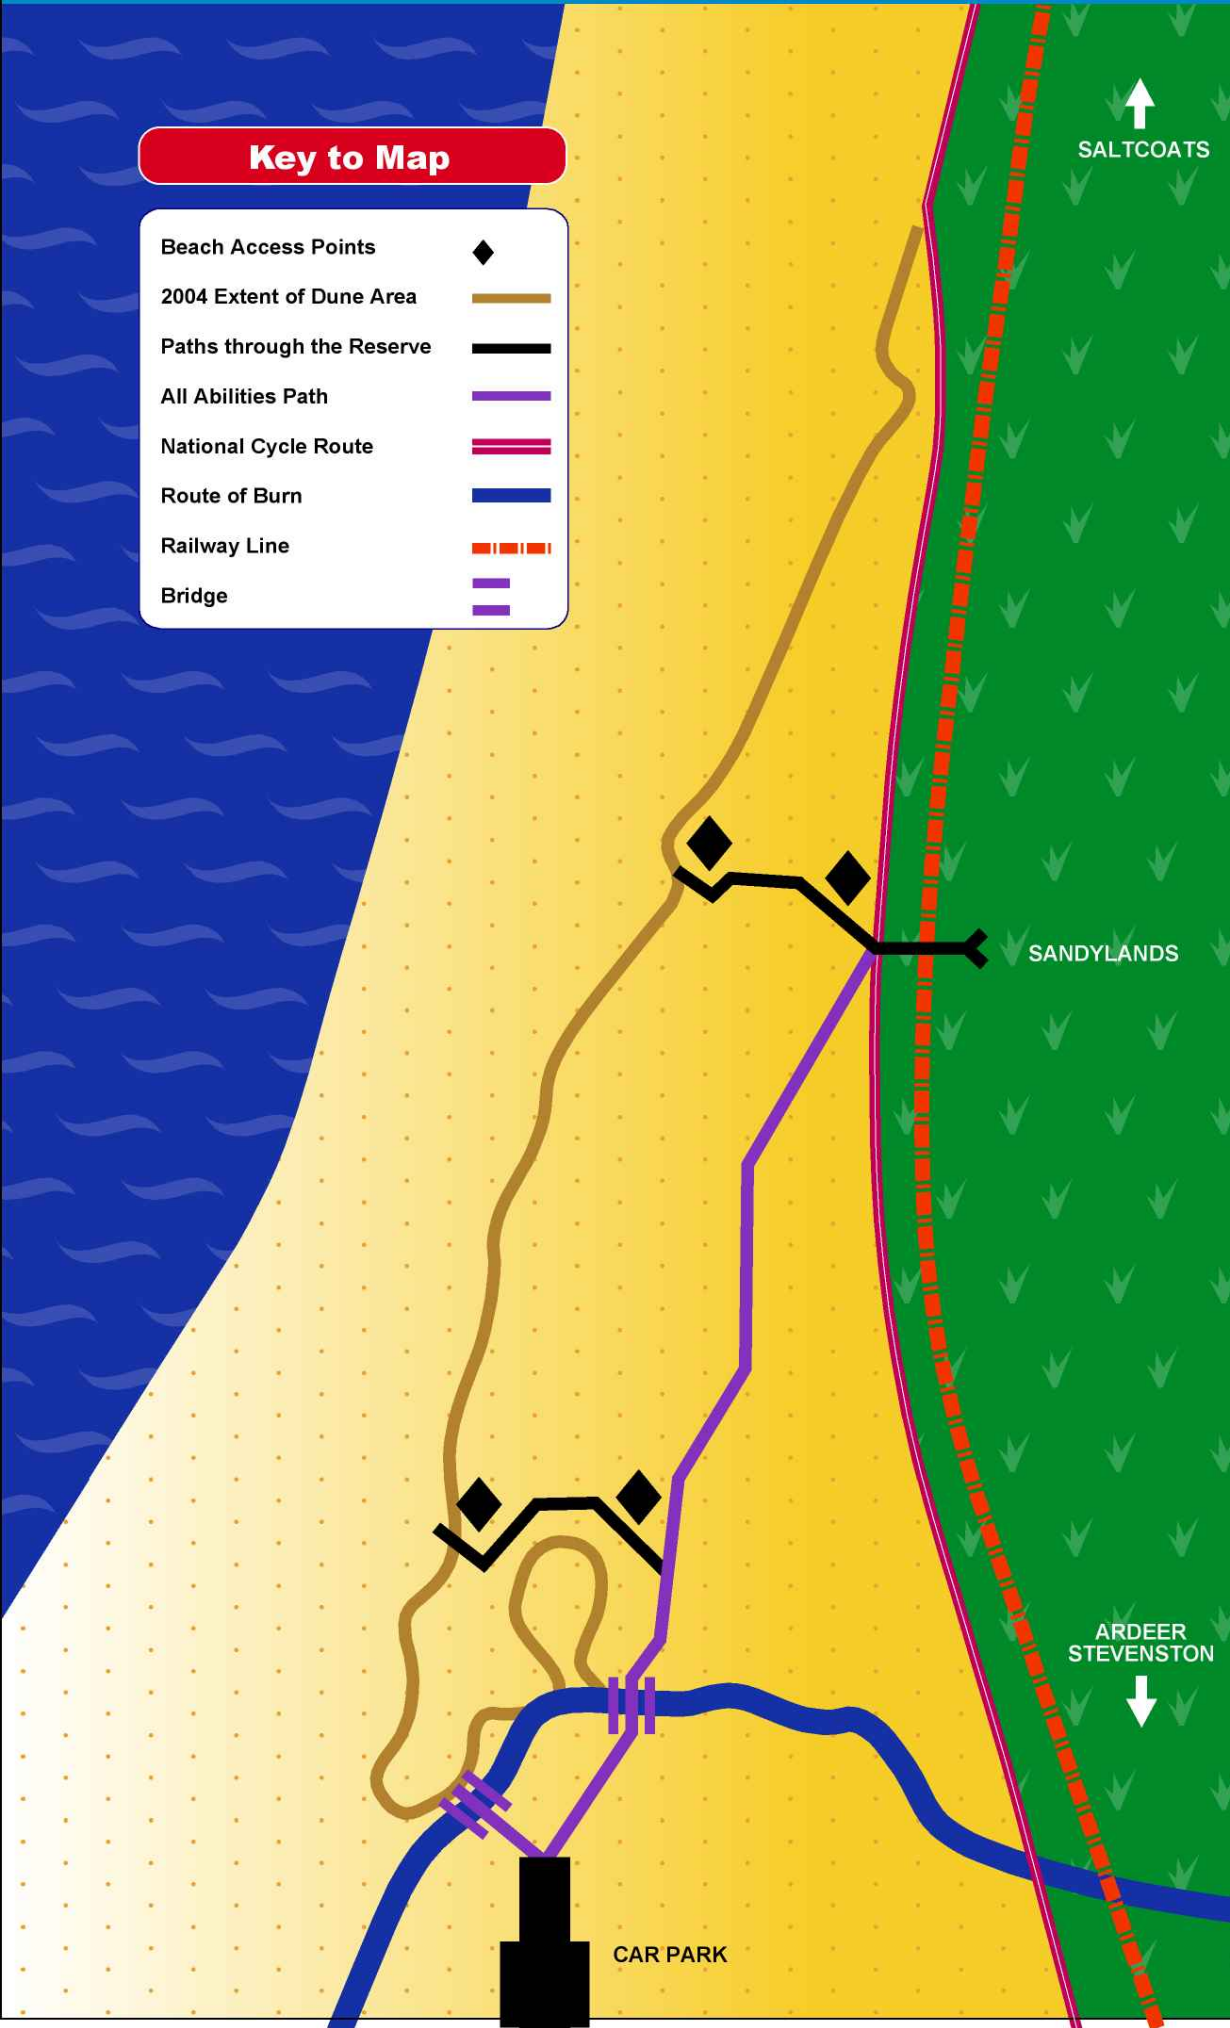 Key to Map
Beach Access Points
2004 Extent of Dune Area
Paths through the Reserve
All Abilities Path
National Cycle Route
Route of Burn
Railway Line
Bridge
SALTCOATS
SANDYLANDS
ARDEER
STEVENSTON
CAR PARK